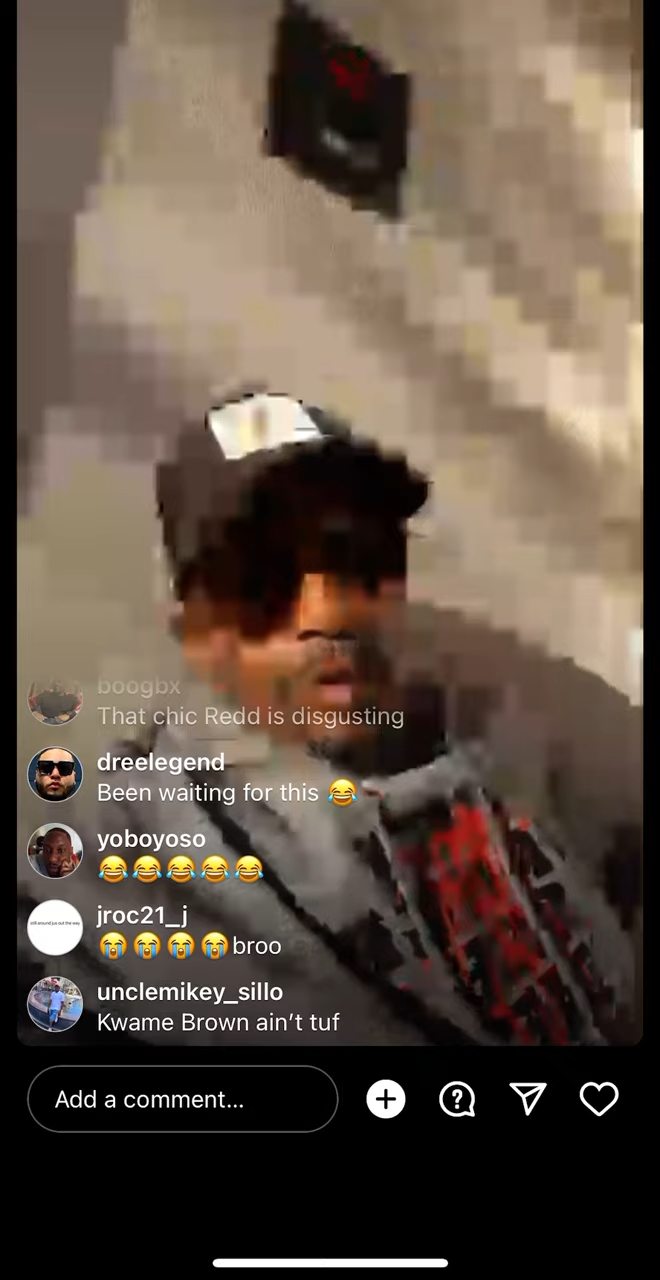 boogbx
That chic Redd is disgusting
dreelegend
Been waiting for this 😂
yoboyoso
😂😂😂😂😂
jroc21_j
😭😭😭😭broo
unclemikey_sillo
Kwame Brown ain’t tuf
Add a comment...